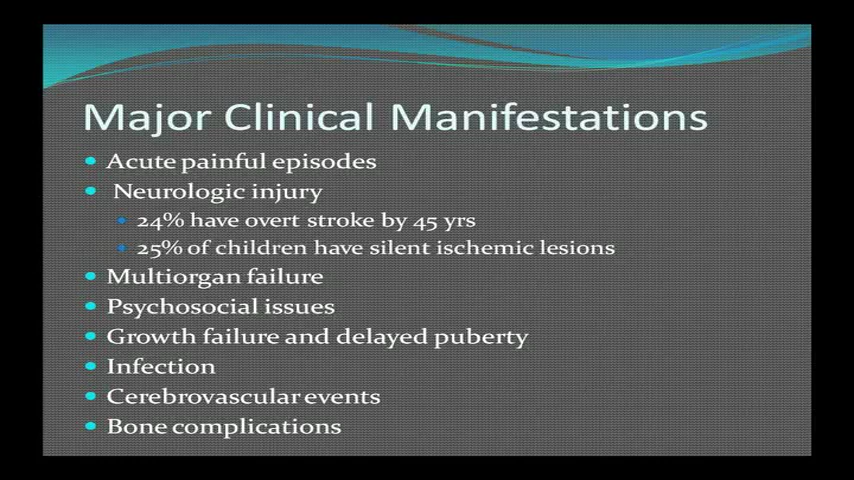 Major Clinical Manifestations
Acute painful episodes
Neurologic injury
24% have overt stroke by 45 yrs
25% of children have silent ischemic lesions
Multiorgan failure
Psychosocial issues
Growth failure and delayed puberty
Infection
Cerebrovascular events
Bone complications